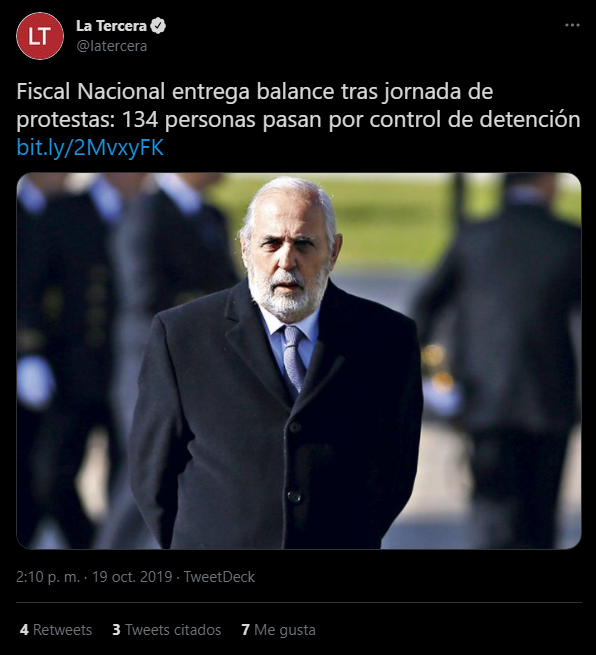 LT
La Tercera
@latercera
Fiscal Nacional entrega balance tras jornada de
protestas: 134 personas pasan por control de detención
bit.ly/2MvxyFK
2:10 p. m. · 19 oct. 2019 · TweetDeck
4 Retweets 3 Tweets citados 7 Me gusta